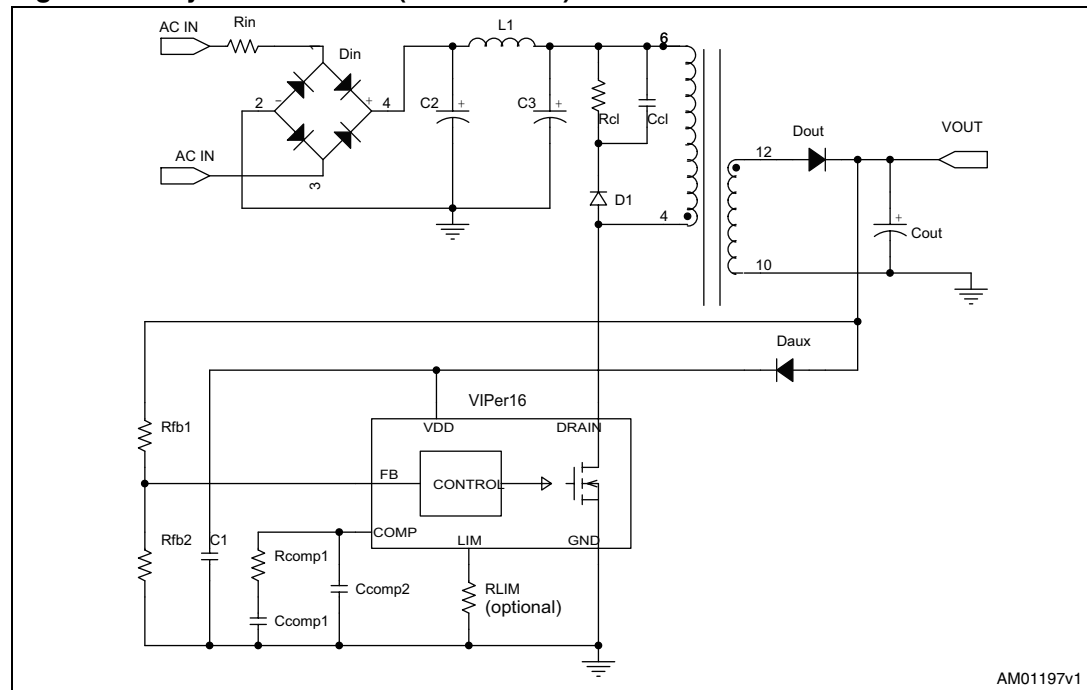 AC IN
Rin
Din
L1
6
2
-
+
4
C2
+
C3
+
Rcl
Ccl
AC IN
3
D1
4
12
Dout
VOUT
+
Cout
10
Daux
VIPer16
VDD
DRAIN
Rfb1
FB
CONTROL
Rfb2
C1
COMP
LIM
GND
Rcomp1
Ccomp2
RLIM
(optional)
Ccomp1
AM01197v1